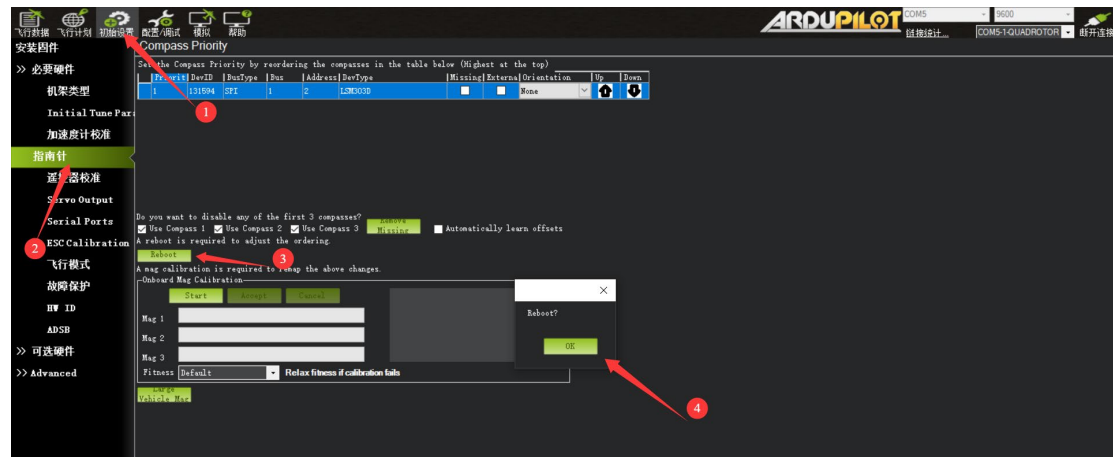 飞行数据 飞行计划 初始设置 配置/调试 模拟 帮助
ARDUPILOT
COM5 9600
链接统计... COM5-1-QUADROTOR 断开连接
安装固件
>> 必要硬件
机架类型
Initial Tune Par
加速度计校准
指南针
遥控器校准
Servo Output
Serial Ports
ESC Calibration
飞行模式
故障保护
HW ID
ADSB
>> 可选硬件
>> Advanced
Compass Priority
Set the Compass Priority by reordering the compasses in the table below (Highest at the top)
Priorit DevID BusType Bus Address DevType Missing Externa Orientation Up Down
1 131594 SPI 1 2 LSM303D None
1
2
Do you want to disable any of the first 3 compasses?
Use Compass 1 Use Compass 2 Use Compass 3 Remove Missing Automatically learn offsets
A reboot is required to adjust the ordering.
Reboot
3
A mag calibration is required to remap the above changes.
Onboard Mag Calibration
Start Accept Cancel
Mag 1
Mag 2
Mag 3
Fitness Default Relax fitness if calibration fails
Large
Vehicle Mag
Reboot?
OK
4